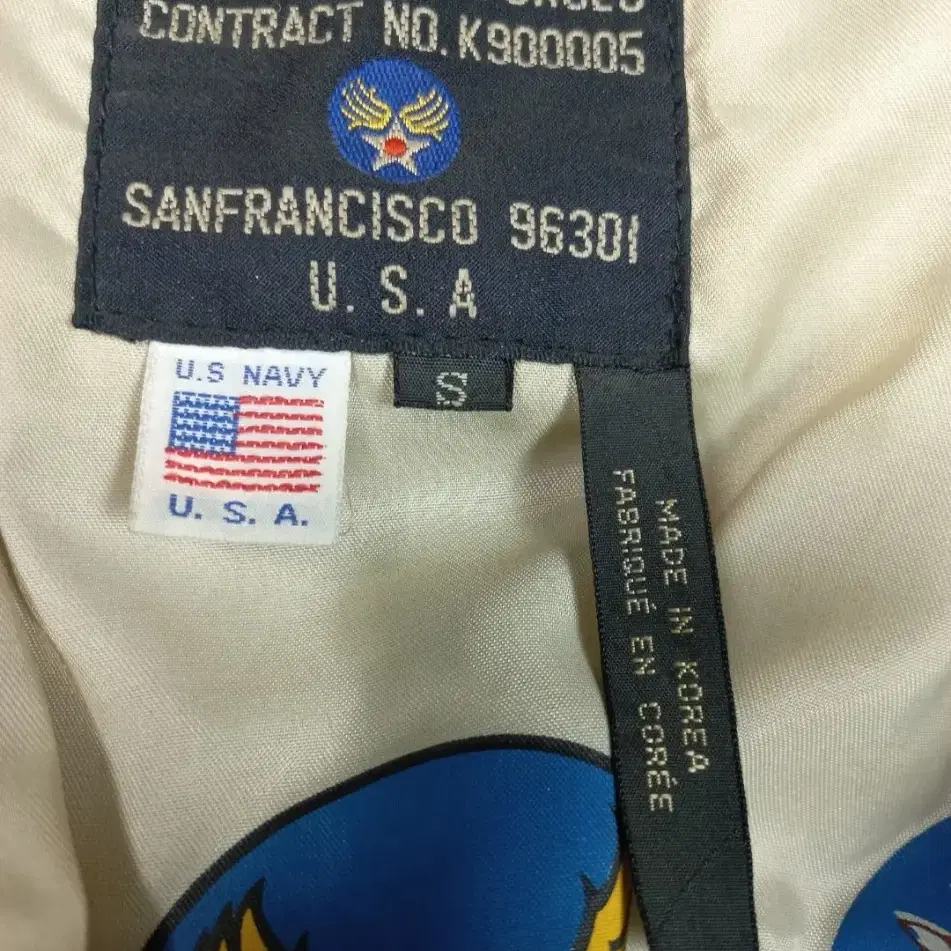 CONTRACT NO. K900005
SANFRANCISCO 96301
U. S. A
U.S NAVY
U. S. A.
S
MADE IN KOREA
FABRIQUÉ EN CORÉE